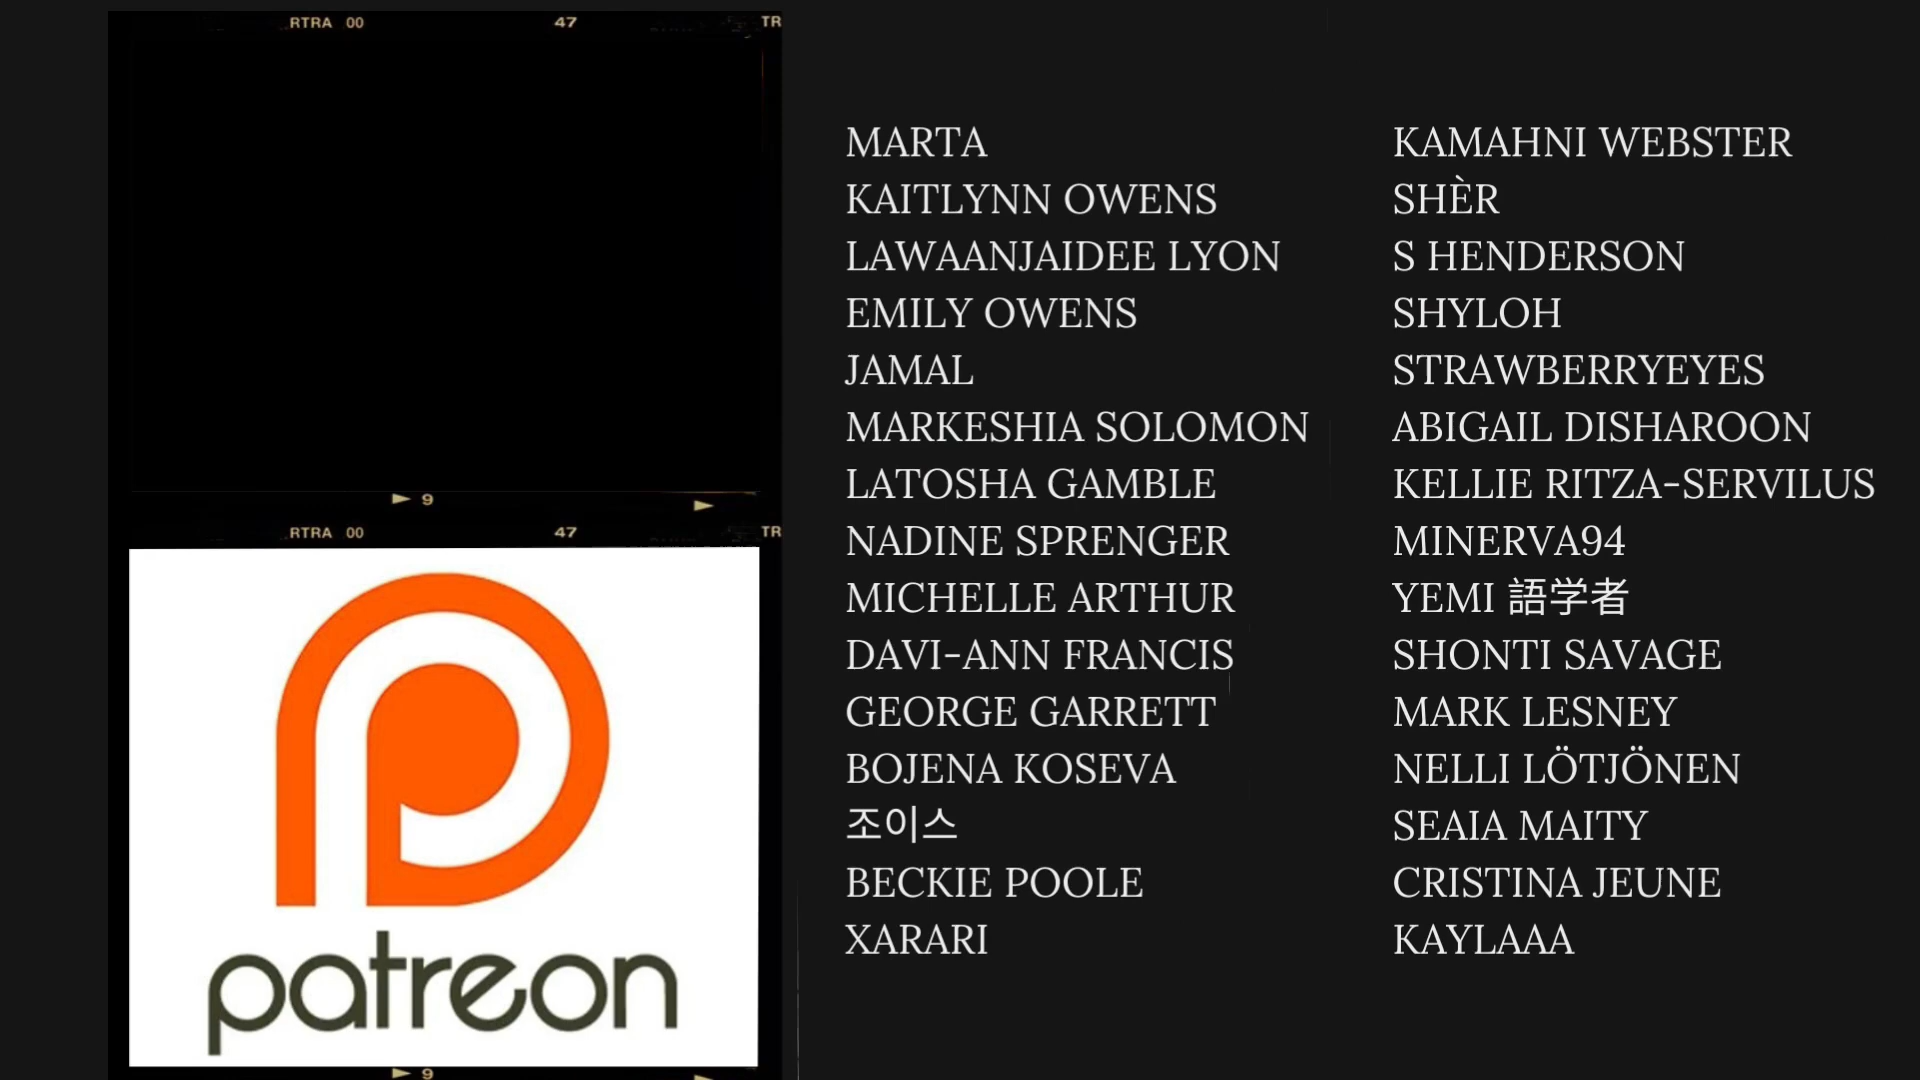 RTRA 00 47 TR
9
RTRA 00 47 TR
patreon
9
MARTA
KAITLYNN OWENS
LAWAANJAIDEE LYON
EMILY OWENS
JAMAL
MARKESHIA SOLOMON
LATOSHA GAMBLE
NADINE SPRENGER
MICHELLE ARTHUR
DAVI-ANN FRANCIS
GEORGE GARRETT
BOJENA KOSEVA
조이스
BECKIE POOLE
XARARI
KAMAHNI WEBSTER
SHÈR
S HENDERSON
SHYLOH
STRAWBERRYEYES
ABIGAIL DISHAROON
KELLIE RITZA-SERVILUS
MINERVA94
YEMI 語学者
SHONTI SAVAGE
MARK LESNEY
NELLI LÖTJÖNEN
SEAIA MAITY
CRISTINA JEUNE
KAYLAAA